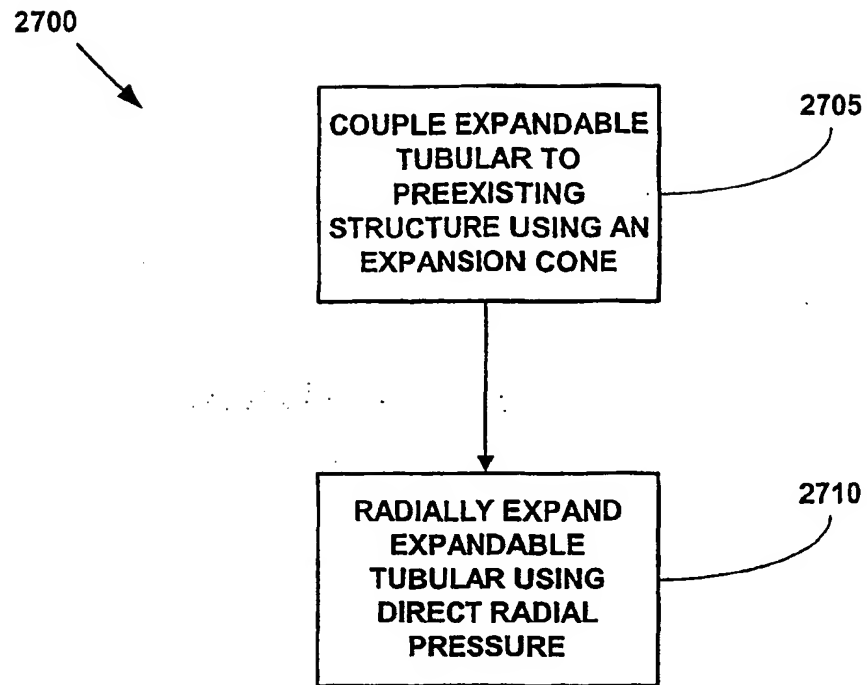 2700
COUPLE EXPANDABLE
TUBULAR TO
PREEXISTING
STRUCTURE USING AN
EXPANSION CONE
2705
RADIALLY EXPAND
EXPANDABLE
TUBULAR USING
DIRECT RADIAL
PRESSURE
2710